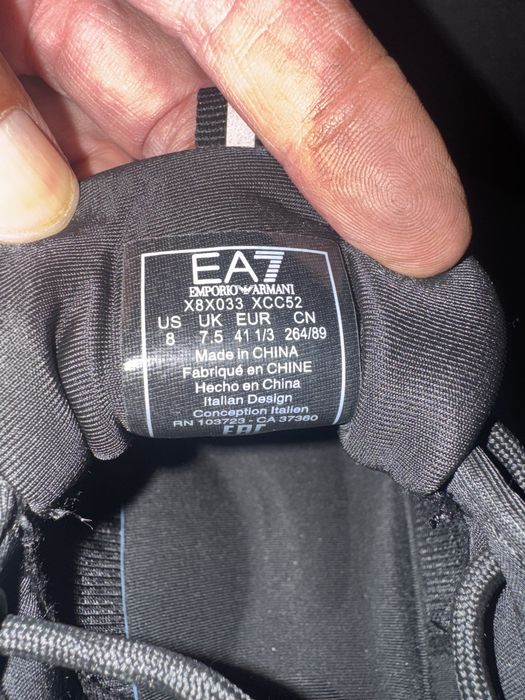 EA7
EMPORIO ARMANI
X8X033 XCC52
US UK EUR CN
8 7.5 41 1/3 264/89
Made in CHINA
Fabriqué en CHINE
Hecho en China
Italian Design
Conception Italien
RN 103723 - CA 37360
EAC